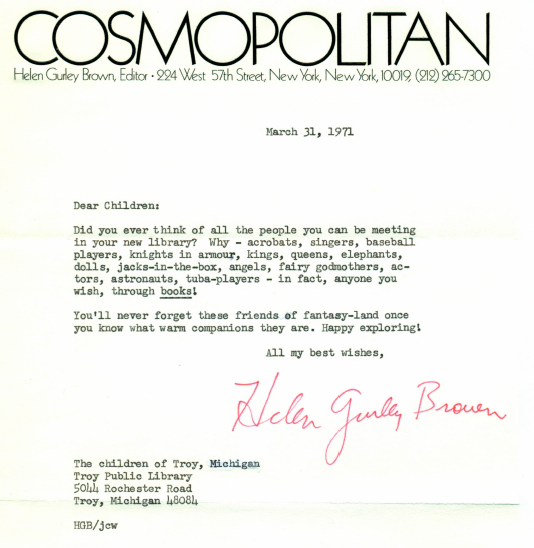 COSMOPOLITAN
Helen Gurley Brown, Editor • 224 West 57th Street, New York, New York, 10019, (212) 265-7300
March 31, 1971
Dear Children:
Did you ever think of all the people you can be meeting
in your new library? Why - acrobats, singers, baseball
players, knights in armour, kings, queens, elephants,
dolls, jacks-in-the-box, angels, fairy godmothers, ac-
tors, astronauts, tuba-players - in fact, anyone you
wish, through books!
You'll never forget these friends of fantasy-land once
you know what warm companions they are. Happy exploring!
All my best wishes,
Helen Gurley Brown
The children of Troy, Michigan
Troy Public Library
5044 Rochester Road
Troy, Michigan 48084
HGB/jcw